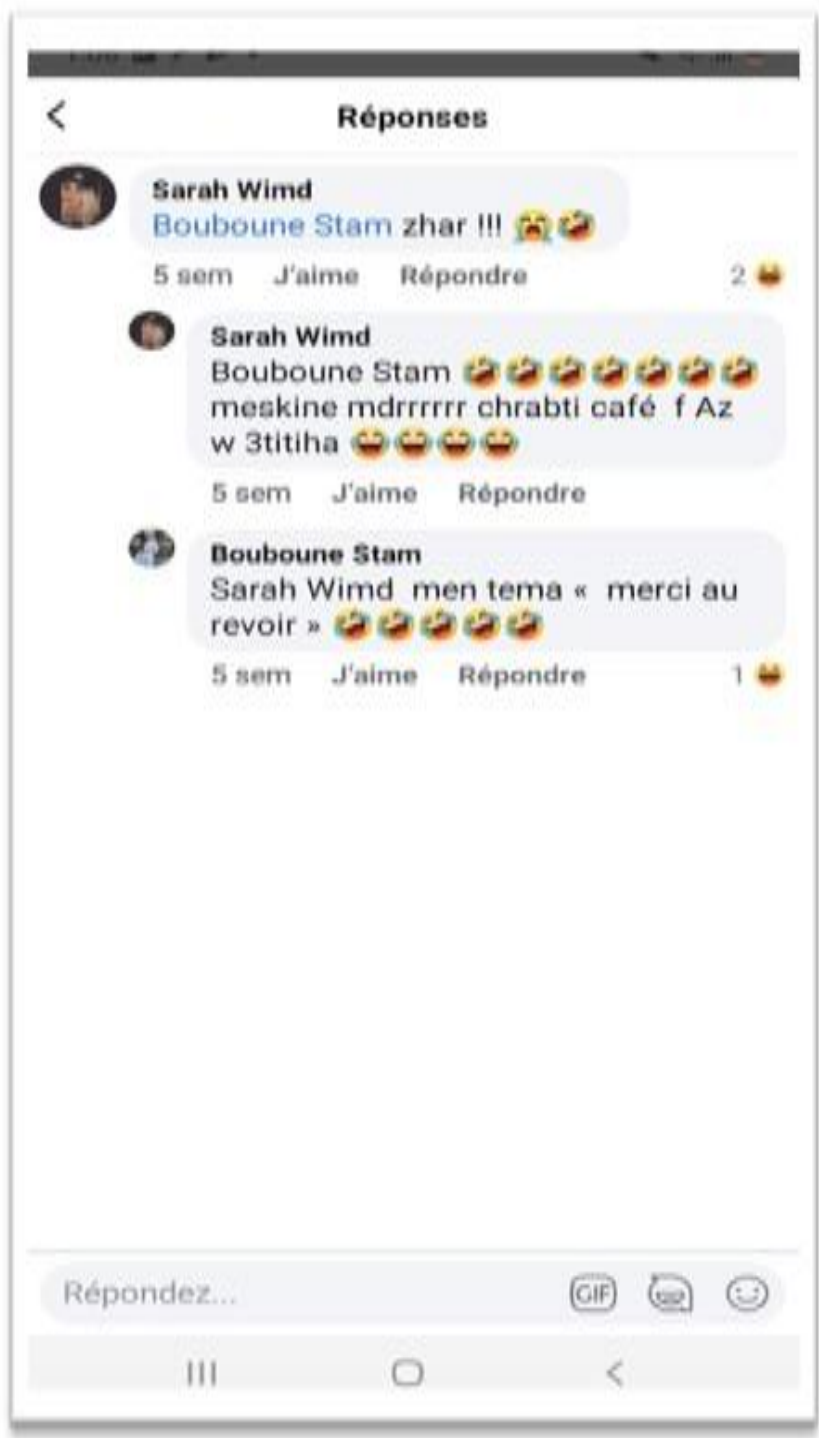 Réponses
Sarah Wimd
Bouboune Stam zhar !!! 😭🤣
5 sem J'aime Répondre 2
Sarah Wimd
Bouboune Stam 🤣🤣🤣🤣🤣🤣🤣
meskine mdrrrrrr chrabti café f Az
w 3titiha 😂😂😂😂
5 sem J'aime Répondre
Bouboune Stam
Sarah Wimd men tema « merci au
revoir » 🤣🤣🤣🤣🤣
5 sem J'aime Répondre 1
Répondez...
GIF